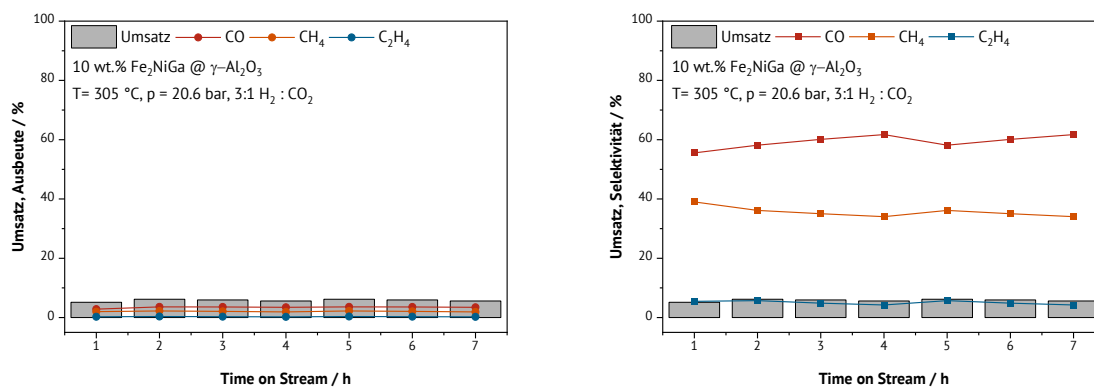 100
80
60
40
20
0
Umsatz, Ausbeute / %
Umsatz CO CH₄ C₂H₄
10 wt.% Fe₂NiGa @ γ–Al₂O₃
T= 305 °C, p = 20.6 bar, 3:1 H₂ : CO₂
1 2 3 4 5 6 7
Time on Stream / h
100
80
60
40
20
0
Umsatz, Selektivität / %
Umsatz CO CH₄ C₂H₄
10 wt.% Fe₂NiGa @ γ–Al₂O₃
T= 305 °C, p = 20.6 bar, 3:1 H₂ : CO₂
1 2 3 4 5 6 7
Time on Stream / h